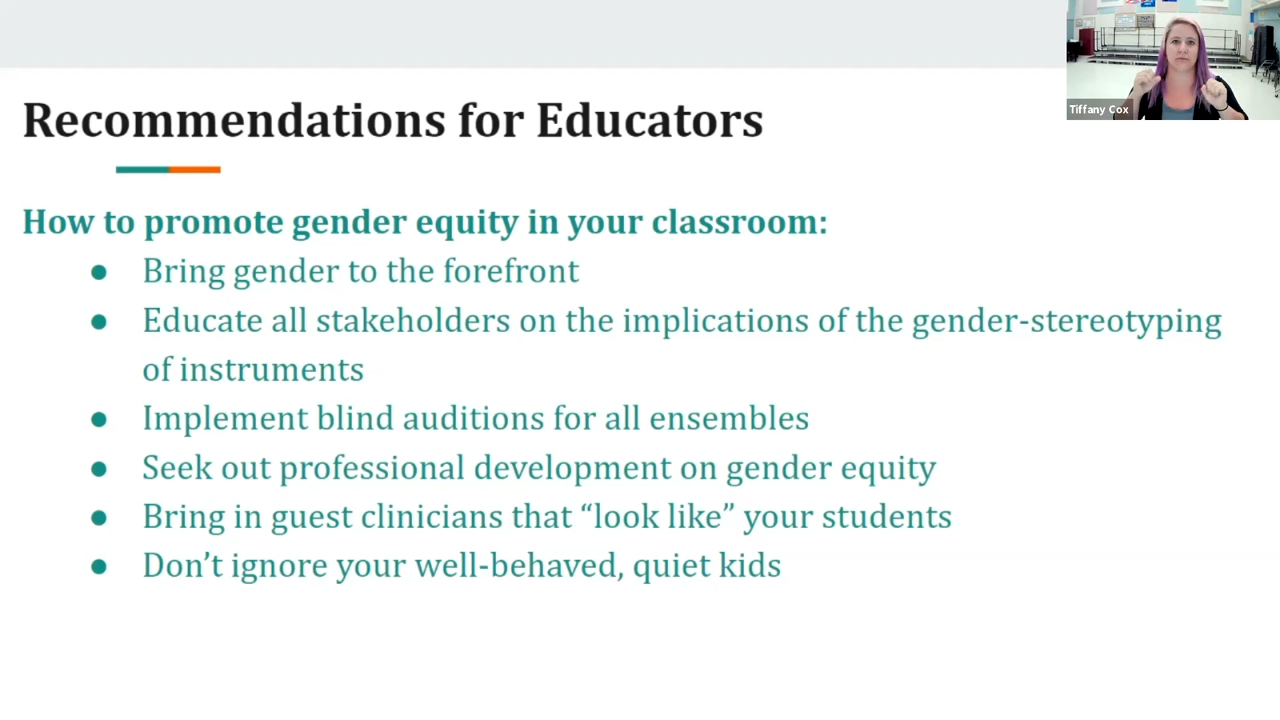 Tiffany Cox
Recommendations for Educators
How to promote gender equity in your classroom:
● Bring gender to the forefront
● Educate all stakeholders on the implications of the gender-stereotyping
of instruments
● Implement blind auditions for all ensembles
● Seek out professional development on gender equity
● Bring in guest clinicians that “look like” your students
● Don’t ignore your well-behaved, quiet kids